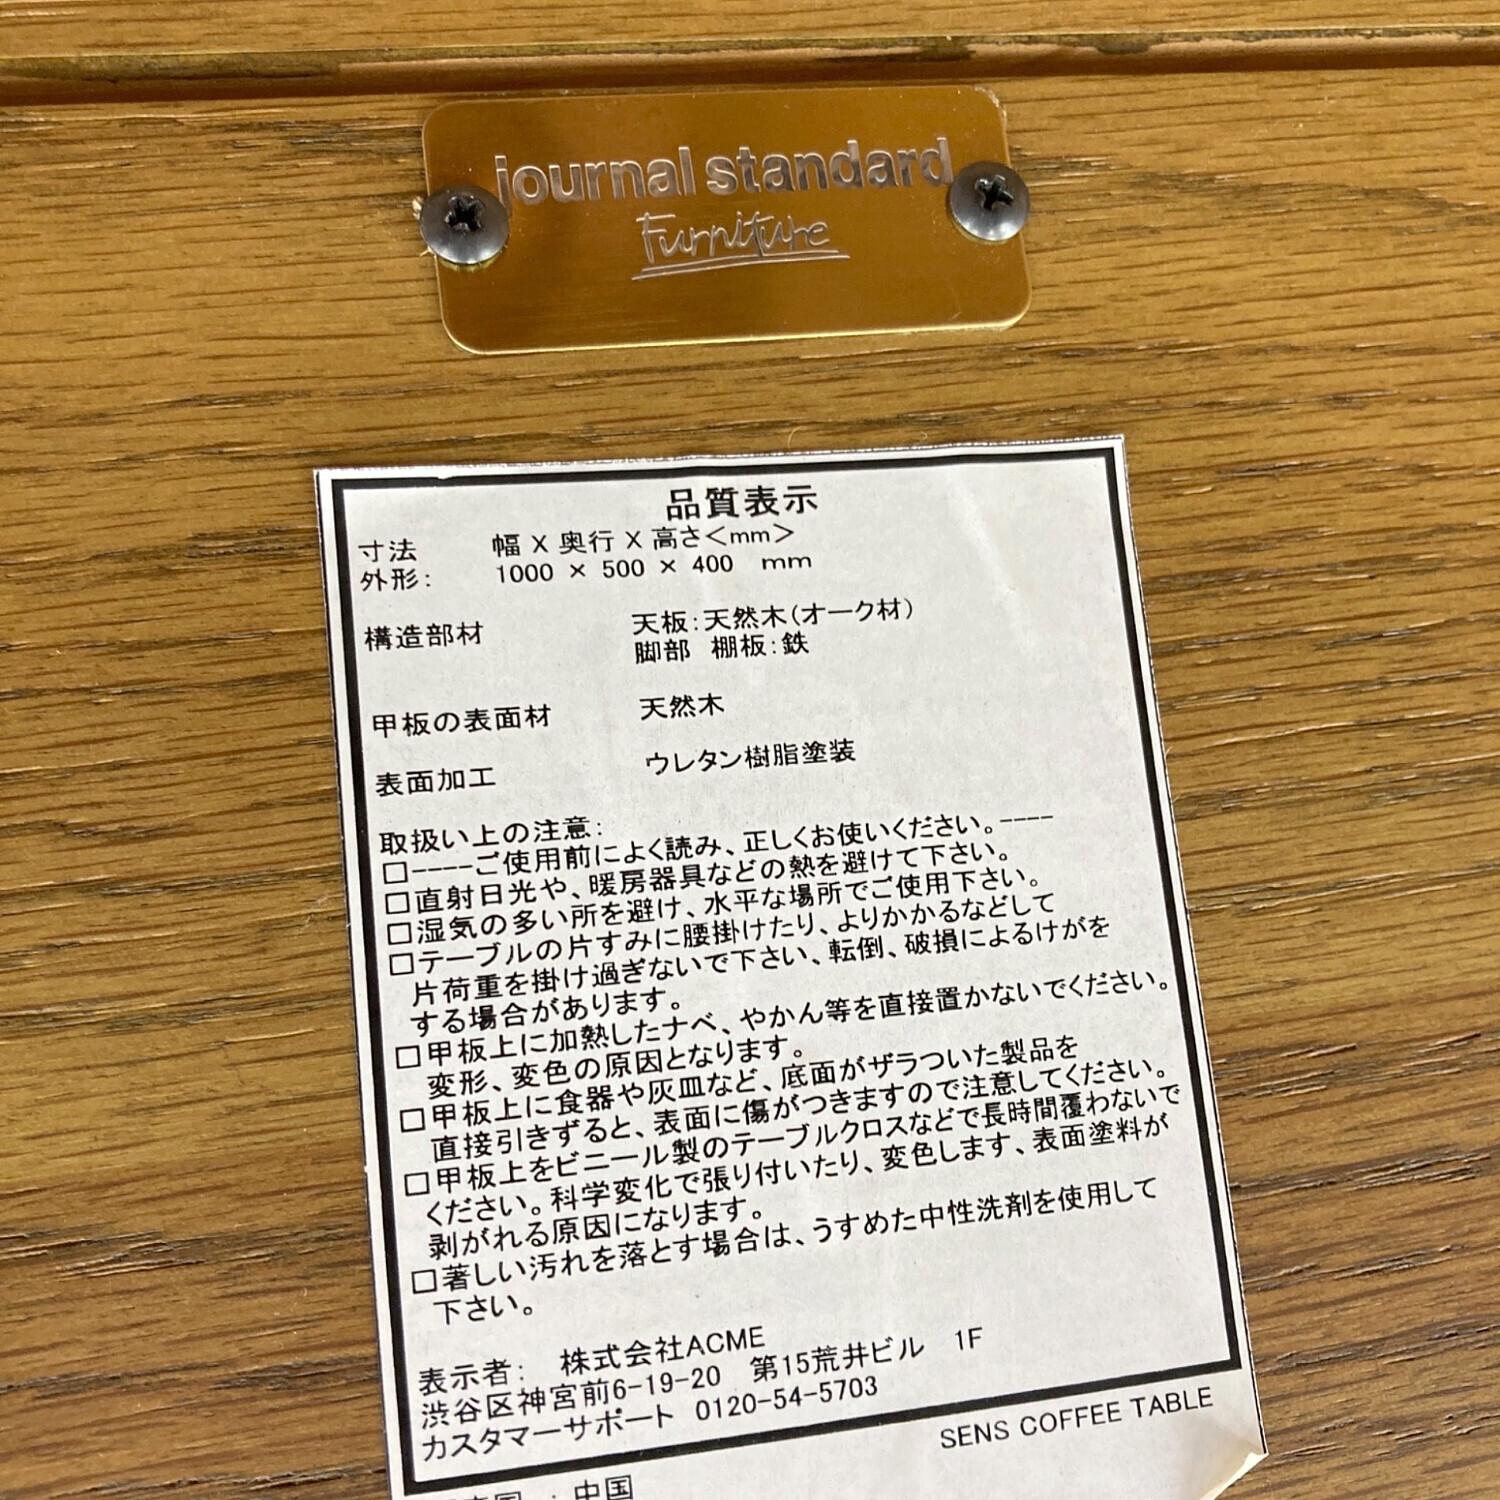 journal standard
Furniture
品質表示
寸法 幅 X 奥行 X 高さ<mm>
外形: 1000 × 500 × 400 mm
構造部材 天板:天然木(オーク材)
脚部 棚板:鉄
甲板の表面材 天然木
表面加工 ウレタン樹脂塗装
取扱い上の注意:
□----ご使用前によく読み、正しくお使いください。----
□直射日光や、暖房器具などの熱を避けて下さい。
□湿気の多い所を避け、水平な場所でご使用下さい。
□テーブルの片すみに腰掛けたり、よりかかるなどして
片荷重を掛け過ぎないで下さい、転倒、破損によるけがを
する場合があります。
□甲板上に加熱したナベ、やかん等を直接置かないでください。
変形、変色の原因となります。
□甲板上に食器や灰皿など、底面がザラついた製品を
直接引きずると、表面に傷がつきますので注意してください。
□甲板上をビニール製のテーブルクロスなどで長時間覆わないで
ください。科学変化で張り付いたり、変色します、表面塗料が
剥がれる原因になります。
□著しい汚れを落とす場合は、うすめた中性洗剤を使用して
下さい。
表示者: 株式会社ACME
渋谷区神宮前6-19-20 第15荒井ビル 1F
カスタマーサポート 0120-54-5703
SENS COFFEE TABLE
国 : 中国